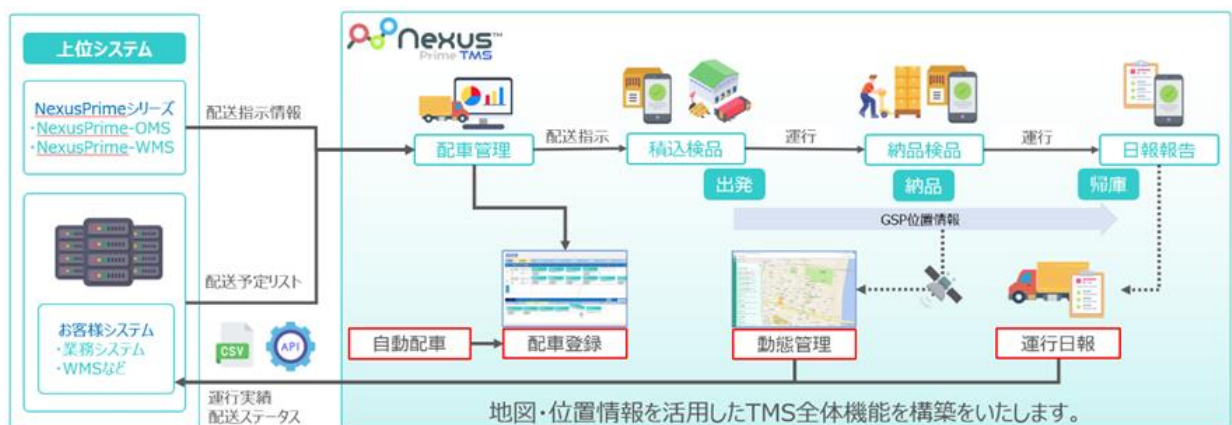 上位システム
NexusPrimeシリーズ
・NexusPrime-OMS
・NexusPrime-WMS
お客様システム
・業務システム
・WMSなど
配送指示情報
配送予定リスト
CSV
API
運行実績
配送ステータス
Nexus™
Prime TMS
配車管理
配送指示
積込検品
運行
納品検品
運行
日報報告
出発
納品
帰庫
GSP位置情報
自動配車
配車登録
動態管理
運行日報
地図・位置情報を活用したTMS全体機能を構築をいたします。